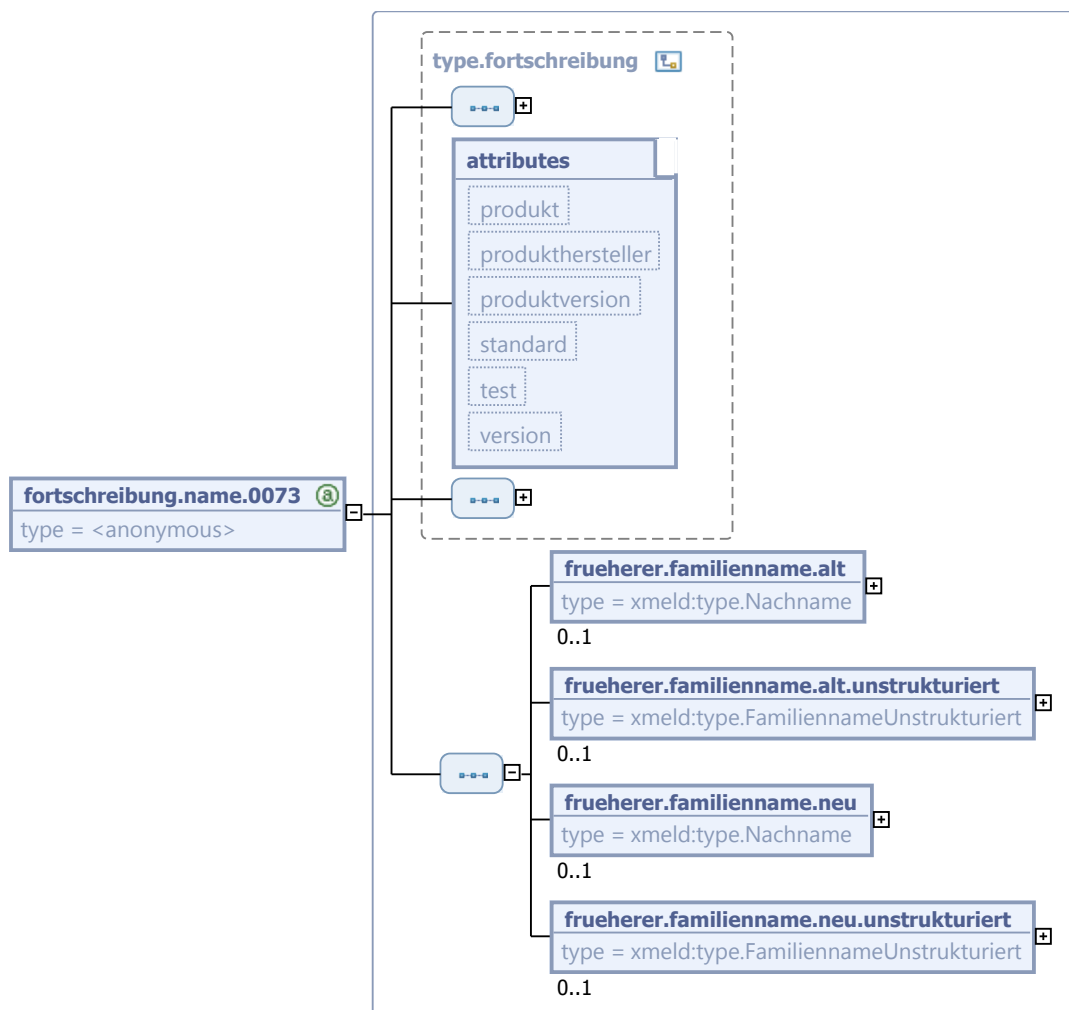 type.fortschreibung
attributes
produkt
produkthersteller
produktversion
standard
test
version
fortschreibung.name.0073 a
type = <anonymous>
frueherer.familienname.alt
type = xmeld:type.Nachname
0..1
frueherer.familienname.alt.unstrukturiert
type = xmeld:type.FamiliennameUnstrukturiert
0..1
frueherer.familienname.neu
type = xmeld:type.Nachname
0..1
frueherer.familienname.neu.unstrukturiert
type = xmeld:type.FamiliennameUnstrukturiert
0..1